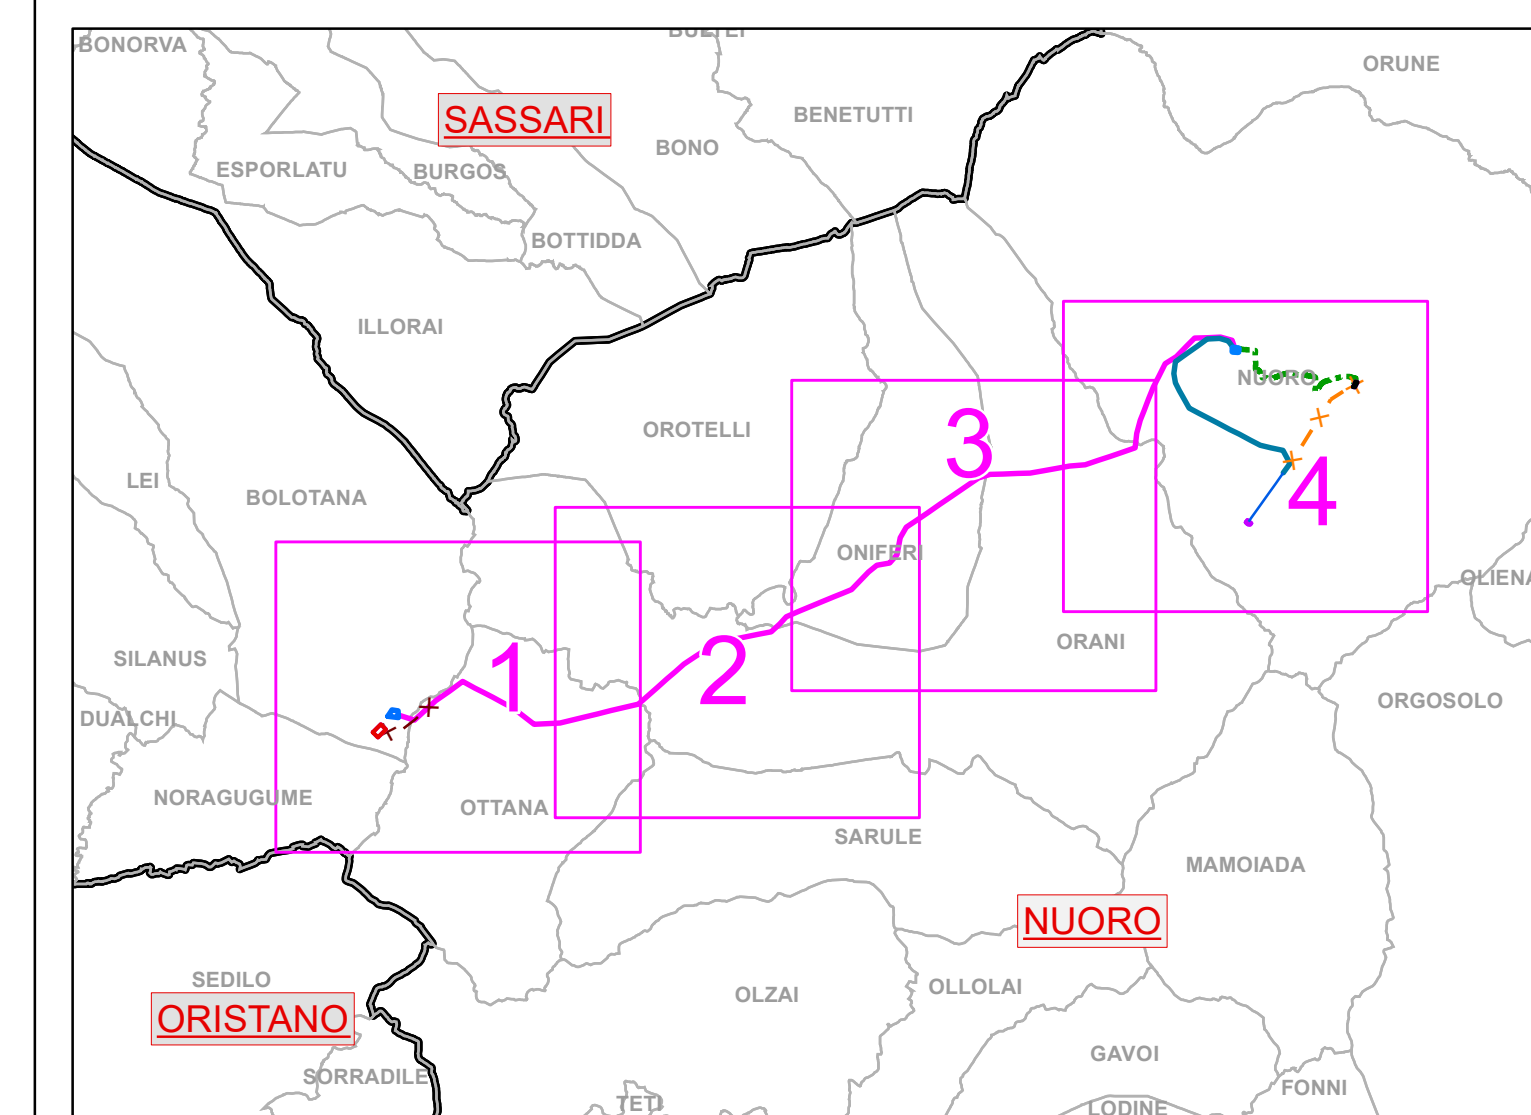 BONORVA
ORUNE
SASSARI
BENETUTTI
BONO
ESPORLATU
BURGOS
BOTTIDDA
ILLORAI
NUORO
OROTELLI
3
LEI
BOLOTANA
4
ONIFERI
OLIENA
ORANI
SILANUS
1
2
ORGOSOLO
DUALCHI
NORAGUGUME
OTTANA
SARULE
MAMOIADA
NUORO
SEDILO
OLZAI
OLLOLAI
ORISTANO
GAVOI
SORRADILE
FONNI
TETI
LODINE